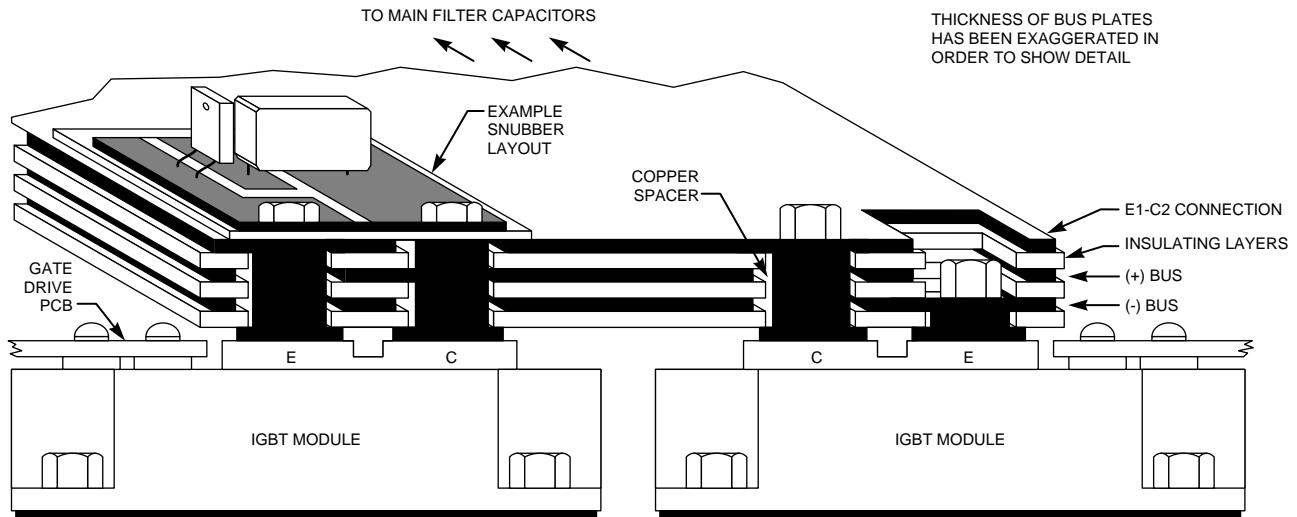 TO MAIN FILTER CAPACITORS
THICKNESS OF BUS PLATES
HAS BEEN EXAGGERATED IN
ORDER TO SHOW DETAIL
EXAMPLE
SNUBBER
LAYOUT
COPPER
SPACER
E1-C2 CONNECTION
INSULATING LAYERS
(+) BUS
(-) BUS
GATE
DRIVE
PCB
E
C
C
E
IGBT MODULE
IGBT MODULE